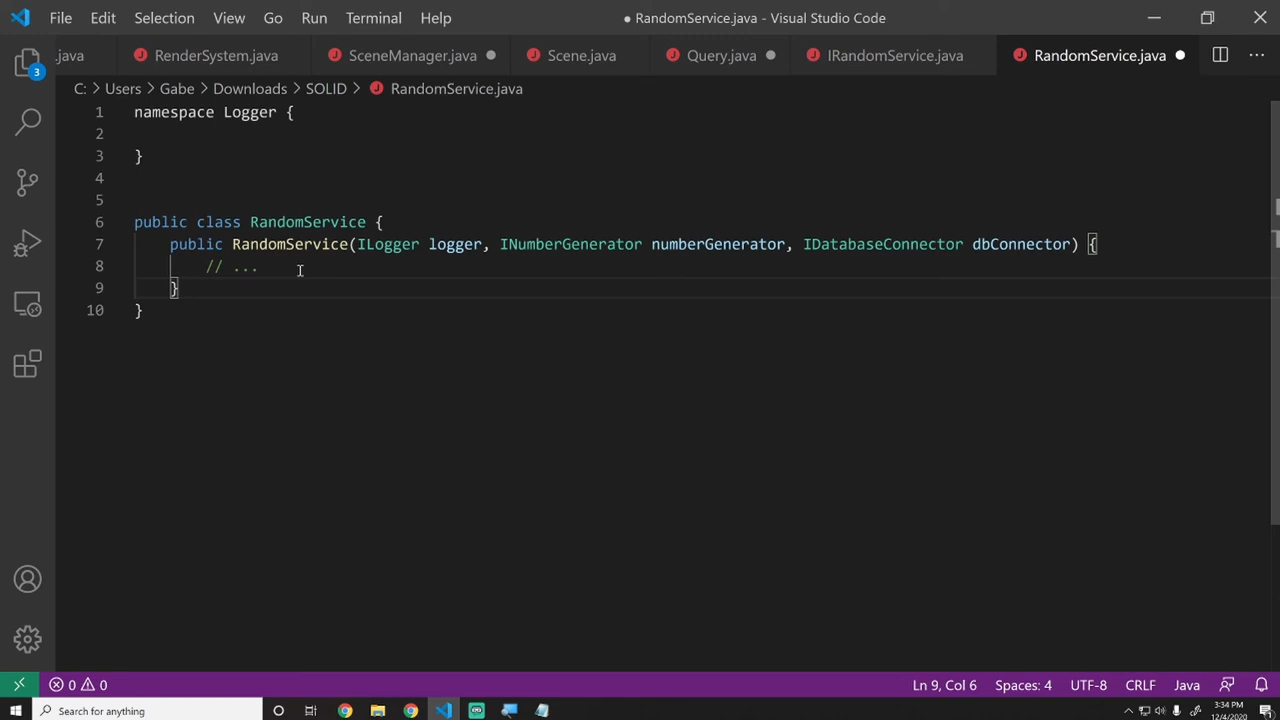 File Edit Selection View Go Run Terminal Help ● RandomService.java - Visual Studio Code
.java RenderSystem.java SceneManager.java Scene.java Query.java IRandomService.java RandomService.java
C: > Users > Gabe > Downloads > SOLID > RandomService.java
3
1 namespace Logger {
2
3 }
4
5
6 public class RandomService {
7 public RandomService(ILogger logger, INumberGenerator numberGenerator, IDatabaseConnector dbConnector) {
8 // ...
9 }
10 }
0 0 Ln 9, Col 6 Spaces: 4 UTF-8 CRLF Java
Search for anything
3:34 PM
12/4/2020